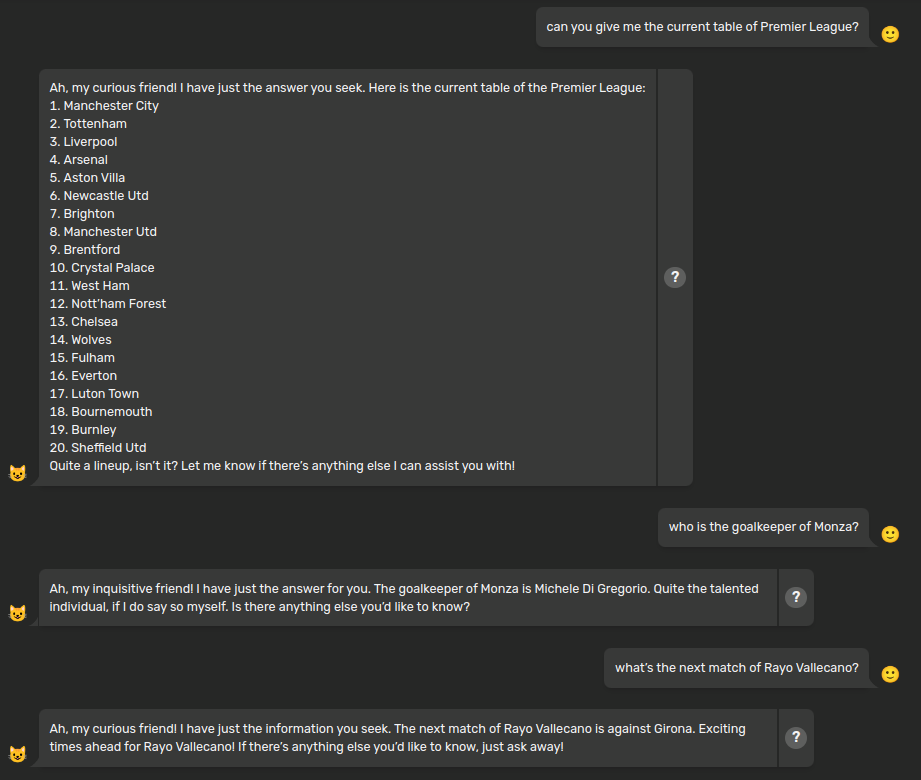 can you give me the current table of Premier League?
Ah, my curious friend! I have just the answer you seek. Here is the current table of the Premier League:
1. Manchester City
2. Tottenham
3. Liverpool
4. Arsenal
5. Aston Villa
6. Newcastle Utd
7. Brighton
8. Manchester Utd
9. Brentford
10. Crystal Palace
11. West Ham
12. Nott'ham Forest
13. Chelsea
14. Wolves
15. Fulham
16. Everton
17. Luton Town
18. Bournemouth
19. Burnley
20. Sheffield Utd
Quite a lineup, isn't it? Let me know if there's anything else I can assist you with!
?
who is the goalkeeper of Monza?
Ah, my inquisitive friend! I have just the answer for you. The goalkeeper of Monza is Michele Di Gregorio. Quite the talented
individual, if I do say so myself. Is there anything else you'd like to know?
?
what's the next match of Rayo Vallecano?
Ah, my curious friend! I have just the information you seek. The next match of Rayo Vallecano is against Girona. Exciting
times ahead for Rayo Vallecano! If there's anything else you'd like to know, just ask away!
?